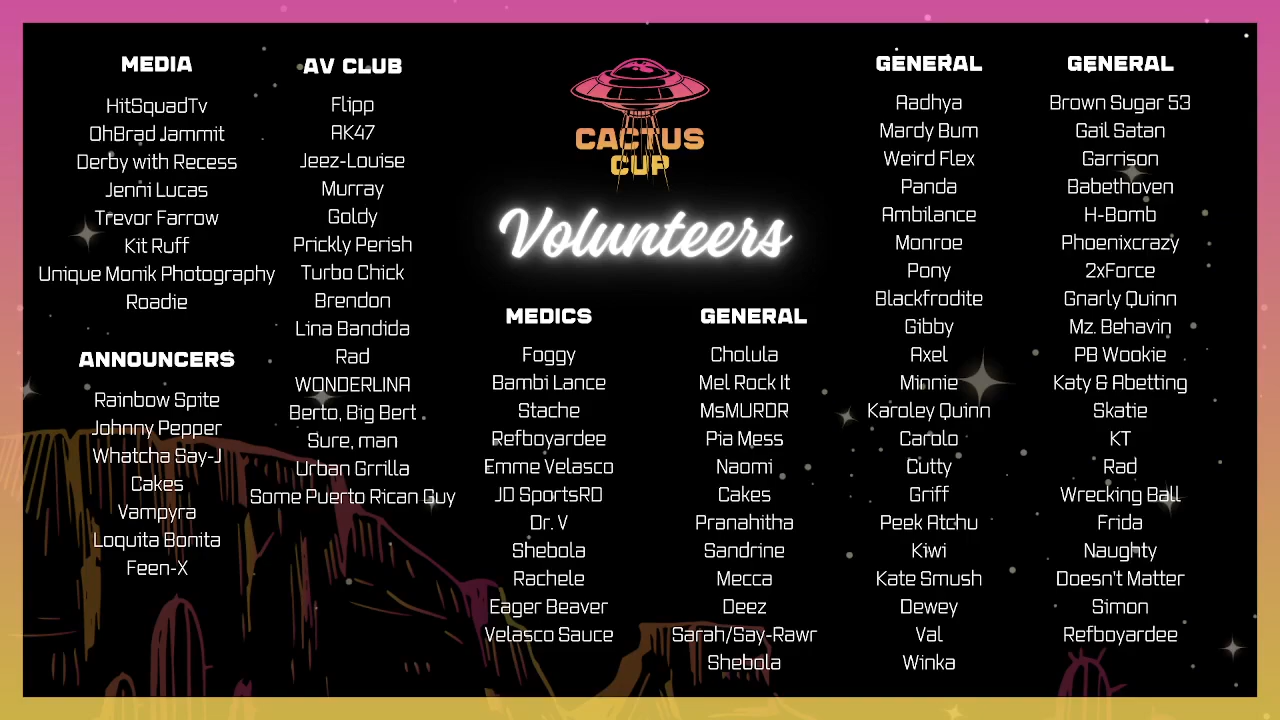 MEDIA
HitSquadTv
OhBrad Jammit
Derby with Recess
Jenni Lucas
Trevor Farrow
Kit Ruff
Unique Monik Photography
Roadie
ANNOUNCERS
Rainbow Spite
Johnny Pepper
Whatcha Say-J
Cakes
Vampyra
Loquita Bonita
Feen-X
AV CLUB
Flipp
AK47
Jeez-Louise
Murray
Goldy
Prickly Perish
Turbo Chick
Brendon
Lina Bandida
Rad
WONDERLINA
Berto, Big Bert
Sure, man
Urban Grrilla
Some Puerto Rican Guy
CACTUS
CUP
Volunteers
MEDICS
Foggy
Bambi Lance
Stache
Refboyardee
Emme Velasco
JD SportsRD
Dr. V
Shebola
Rachele
Eager Beaver
Velasco Sauce
GENERAL
Cholula
Mel Rock It
MsMURDR
Pia Mess
Naomi
Cakes
Pranahitha
Sandrine
Mecca
Deez
Sarah/Say-Rawr
Shebola
GENERAL
Aadhya
Mardy Bum
Weird Flex
Panda
Ambilance
Monroe
Pony
Blackfrodite
Gibby
Axel
Minnie
Karoley Quinn
Carolo
Cutty
Griff
Peek Atchu
Kiwi
Kate Smush
Dewey
Val
Winka
GENERAL
Brown Sugar 53
Gail Satan
Garrison
Babethoven
H-Bomb
Phoenixcrazy
2xForce
Gnarly Quinn
Mz. Behavin
PB Wookie
Katy & Abetting
Skatie
KT
Rad
Wrecking Ball
Frida
Naughty
Doesn't Matter
Simon
Refboyardee